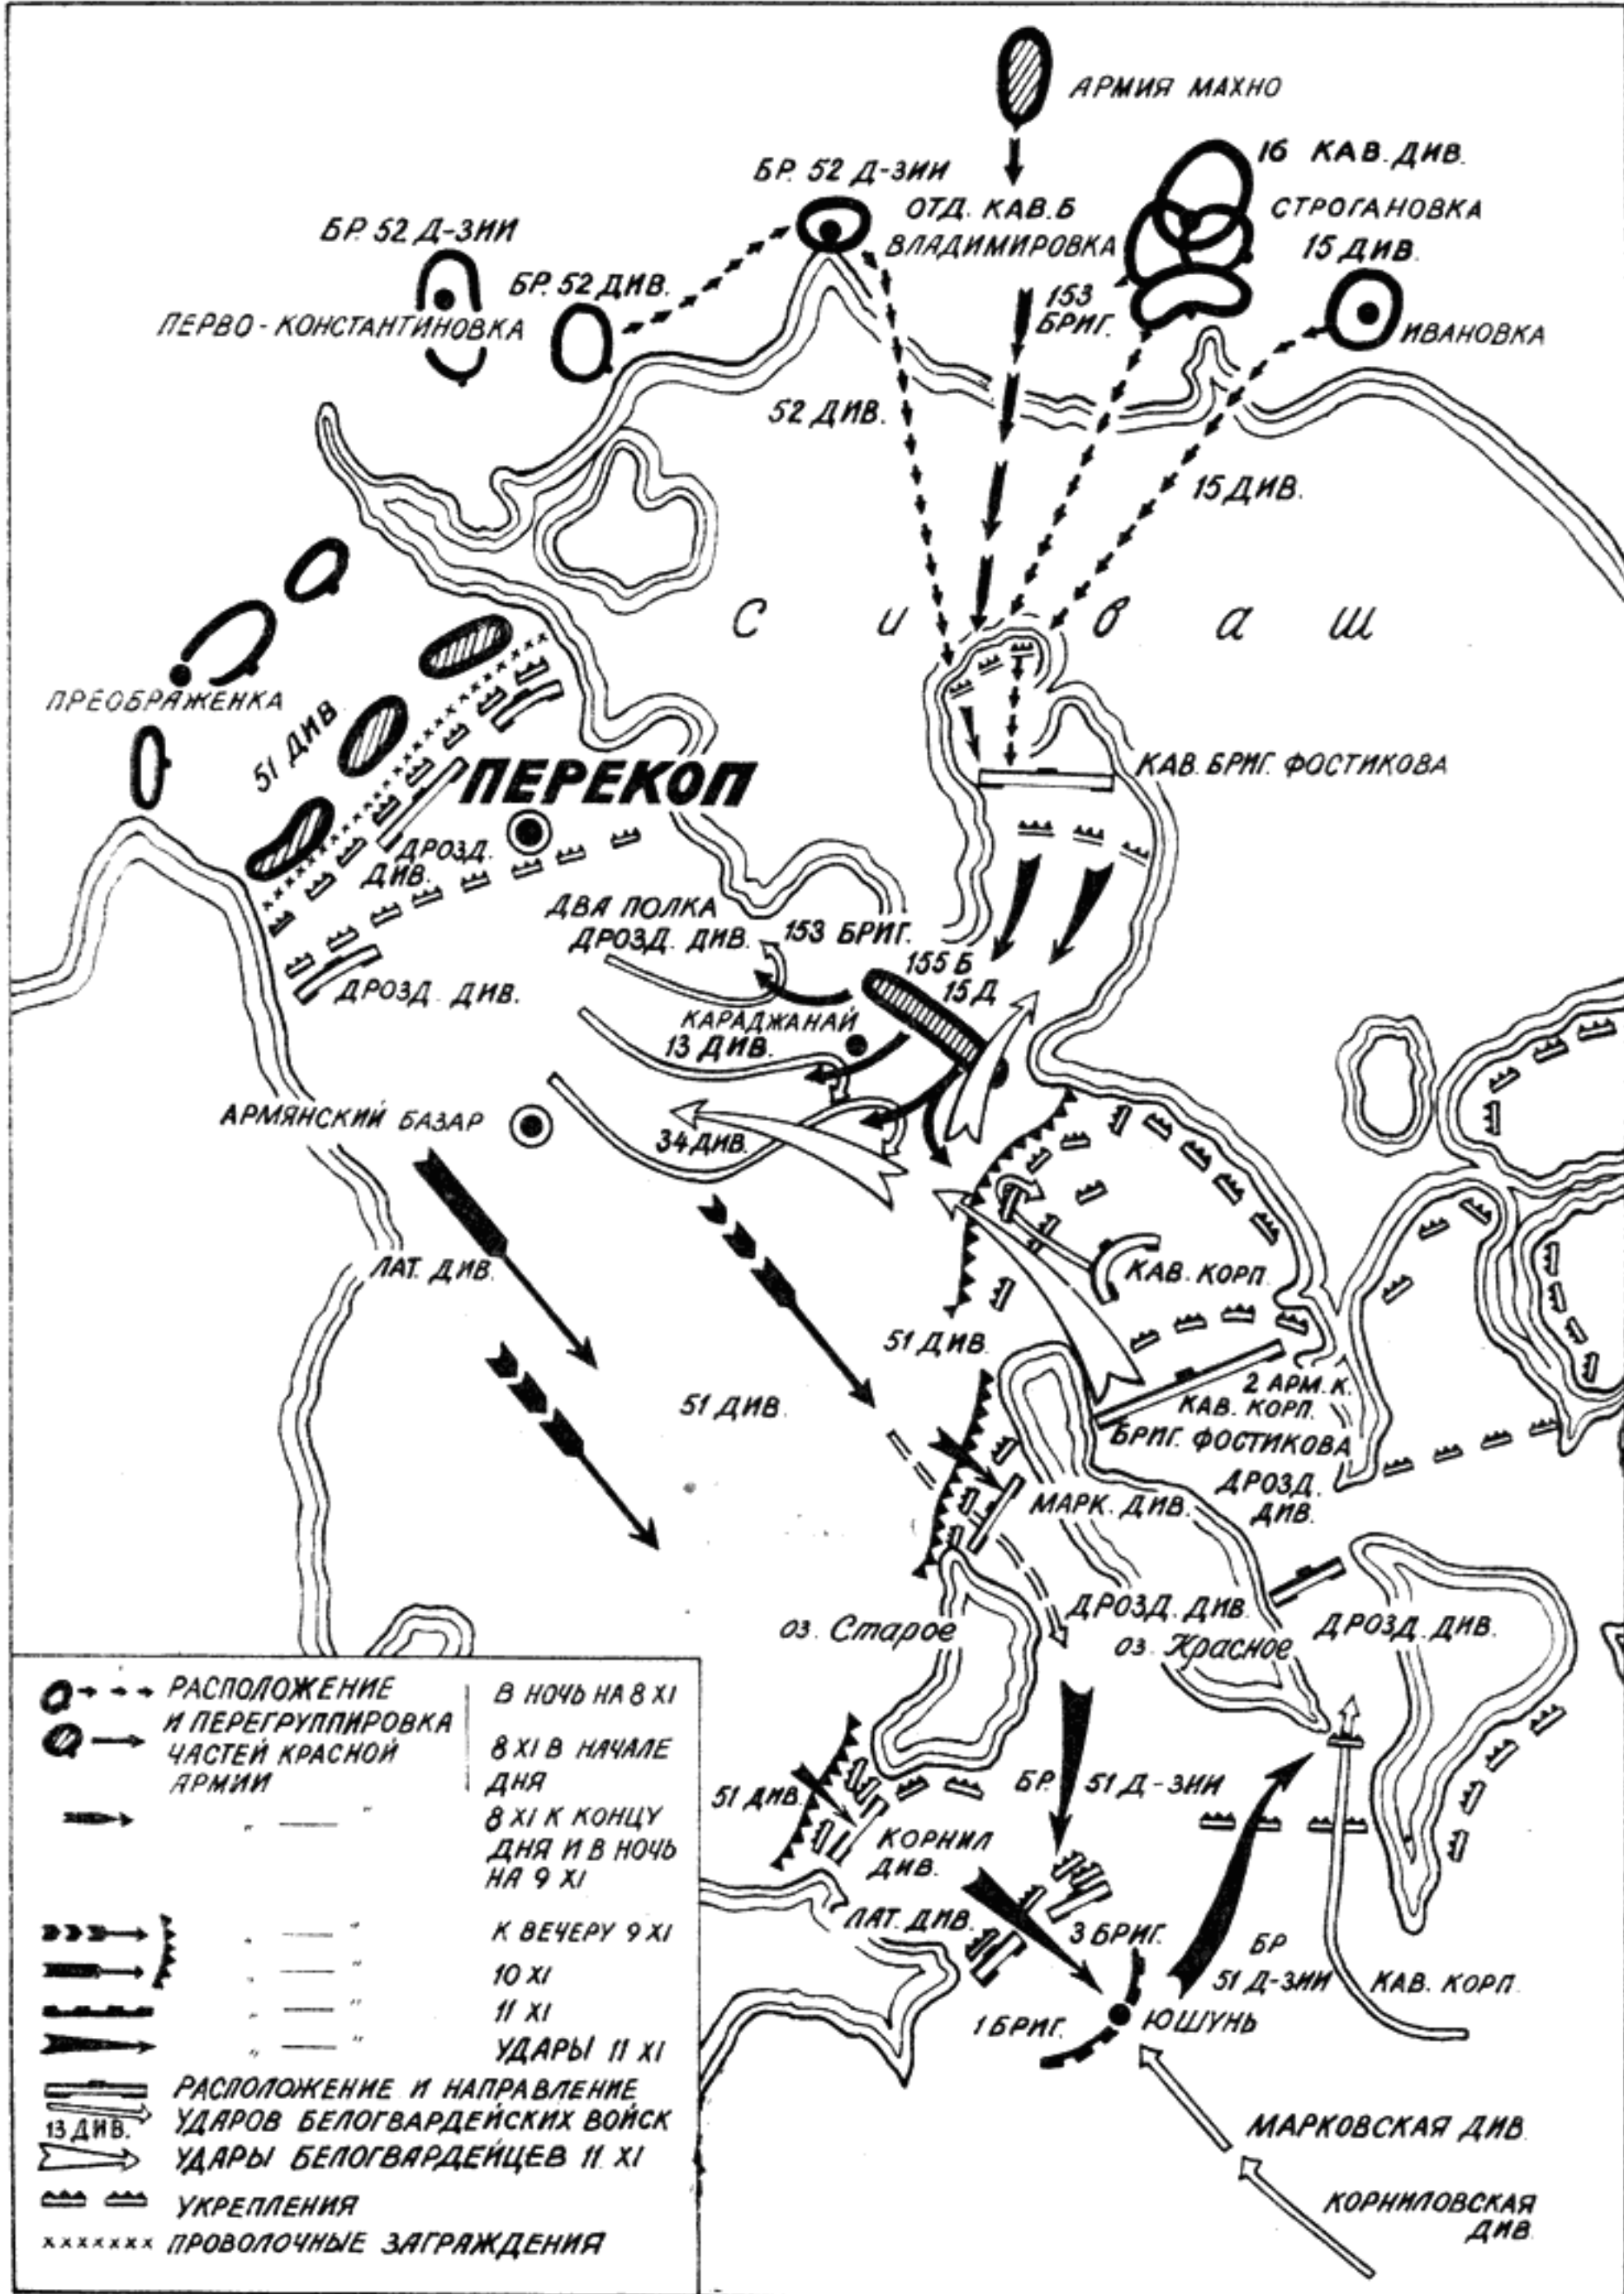 АРМИЯ МАХНО
16 КАВ. ДИВ.
БР. 52 Д-ЗИИ
ОТД. КАВ. Б
СТРОГАНОВКА
БР. 52 Д-ЗИИ
ВЛАДИМИРОВКА
15 ДИВ.
БР. 52 ДИВ.
153
БРИГ.
ПЕРВО-КОНСТАНТИНОВКА
ИВАНОВКА
52 ДИВ.
15 ДИВ.
Сиваш
ПРЕОБРАЖЕНКА
51 ДИВ
ПЕРЕКОП
КАВ. БРИГ. ФОСТИКОВА
ДРОЗД.
ДИВ.
ДВА ПОЛКА
ДРОЗД. ДИВ.
153 БРИГ.
155 Б
15 Д
ДРОЗД. ДИВ.
КАРАДЖАНАЙ
13 ДИВ.
АРМЯНСКИЙ БАЗАР
34 ДИВ.
ЛАТ. ДИВ.
КАВ. КОРП.
51 ДИВ.
51 ДИВ.
2 АРМ. К.
КАВ. КОРП.
БРИГ. ФОСТИКОВА
ДРОЗД.
ДИВ.
МАРК. ДИВ.
ДРОЗД. ДИВ.
оз. Старое
оз. Красное
ДРОЗД. ДИВ.
51 ДИВ.
БР. 51 Д-ЗИИ
КОРНИЛ
ДИВ.
ЛАТ. ДИВ.
3 БРИГ.
БР
51 Д-ЗИИ
КАВ. КОРП.
1 БРИГ.
ЮШУНЬ
МАРКОВСКАЯ ДИВ.
КОРНИЛОВСКАЯ
ДИВ.
РАСПОЛОЖЕНИЕ
И ПЕРЕГРУППИРОВКА
ЧАСТЕЙ КРАСНОЙ
АРМИИ
В НОЧЬ НА 8 XI
8 XI В НАЧАЛЕ
ДНЯ
" — "
8 XI К КОНЦУ
ДНЯ И В НОЧЬ
НА 9 XI
" — "
К ВЕЧЕРУ 9 XI
" — "
10 XI
" — "
11 XI
" — "
УДАРЫ 11 XI
РАСПОЛОЖЕНИЕ И НАПРАВЛЕНИЕ
УДАРОВ БЕЛОГВАРДЕЙСКИХ ВОЙСК
13 ДИВ.
УДАРЫ БЕЛОГВАРДЕЙЦЕВ 11 XI
УКРЕПЛЕНИЯ
ПРОВОЛОЧНЫЕ ЗАГРАЖДЕНИЯ